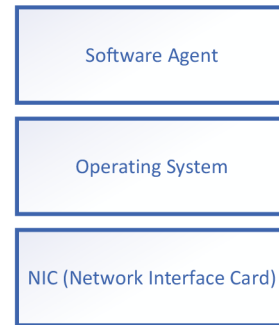 Software Agent
Operating System
NIC (Network Interface Card)